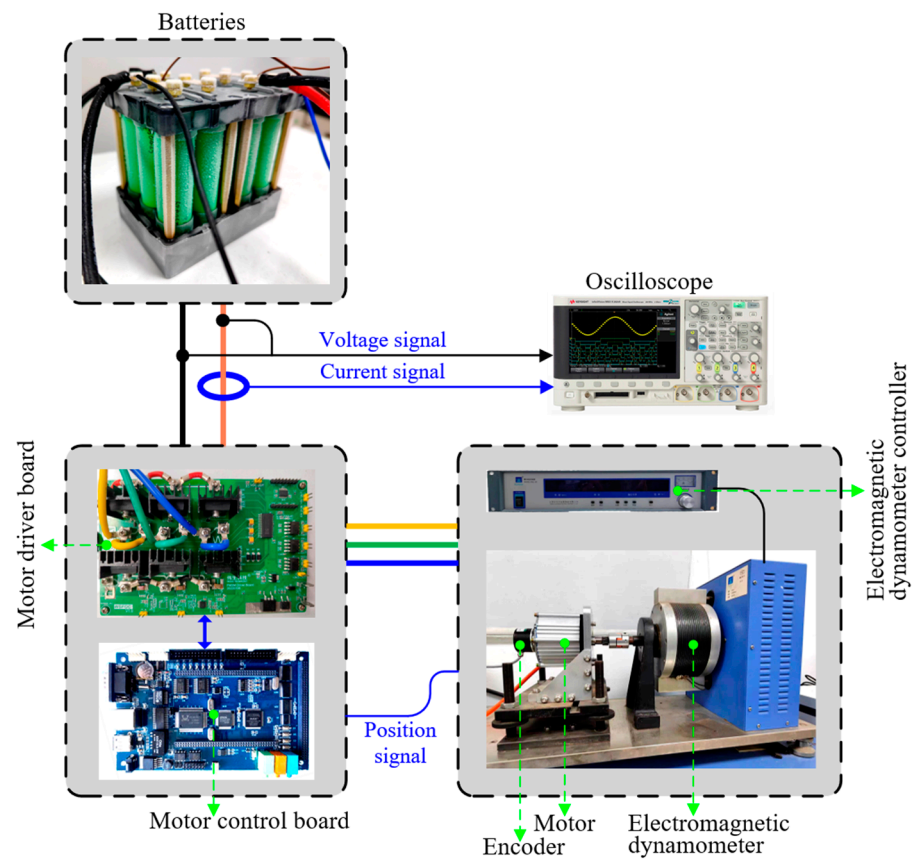 Batteries
Oscilloscope
Voltage signal
Current signal
Electromagnetic
dynamometer controller
Motor driver board
Position
signal
Motor control board
Encoder
Motor
Electromagnetic
dynamometer